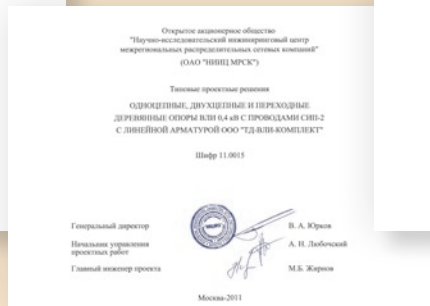 Открытое акционерное общество
"Научно-исследовательский инжиниринговый центр
межрегиональных распределительных сетевых компаний"
(ОАО "НИИЦ МРСК")
Типовые проектные решения
ОДНОЦЕПНЫЕ, ДВУХЦЕПНЫЕ И ПЕРЕХОДНЫЕ
ДЕРЕВЯННЫЕ ОПОРЫ ВЛИ 0,4 кВ С ПРОВОДАМИ СИП-2
С ЛИНЕЙНОЙ АРМАТУРОЙ ООО "ТД-ВЛИ-КОМПЛЕКТ"
Шифр 11.0015
Генеральный директор В. А. Юрков
Начальник управления
проектных работ А. Н. Любочский
Главный инженер проекта М.Б. Жирнов
Москва-2011